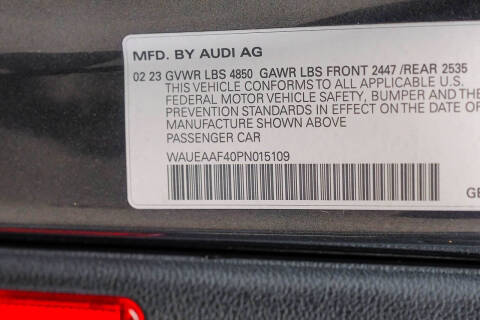 MFD. BY AUDI AG
02 23 GVWR LBS 4850 GAWR LBS FRONT 2447 /REAR 2535
THIS VEHICLE CONFORMS TO ALL APPLICABLE U.S.
FEDERAL MOTOR VEHICLE SAFETY, BUMPER AND THE
PREVENTION STANDARDS IN EFFECT ON THE DATE O
MANUFACTURE SHOWN ABOVE
PASSENGER CAR
WAUEAAF40PN015109
GE